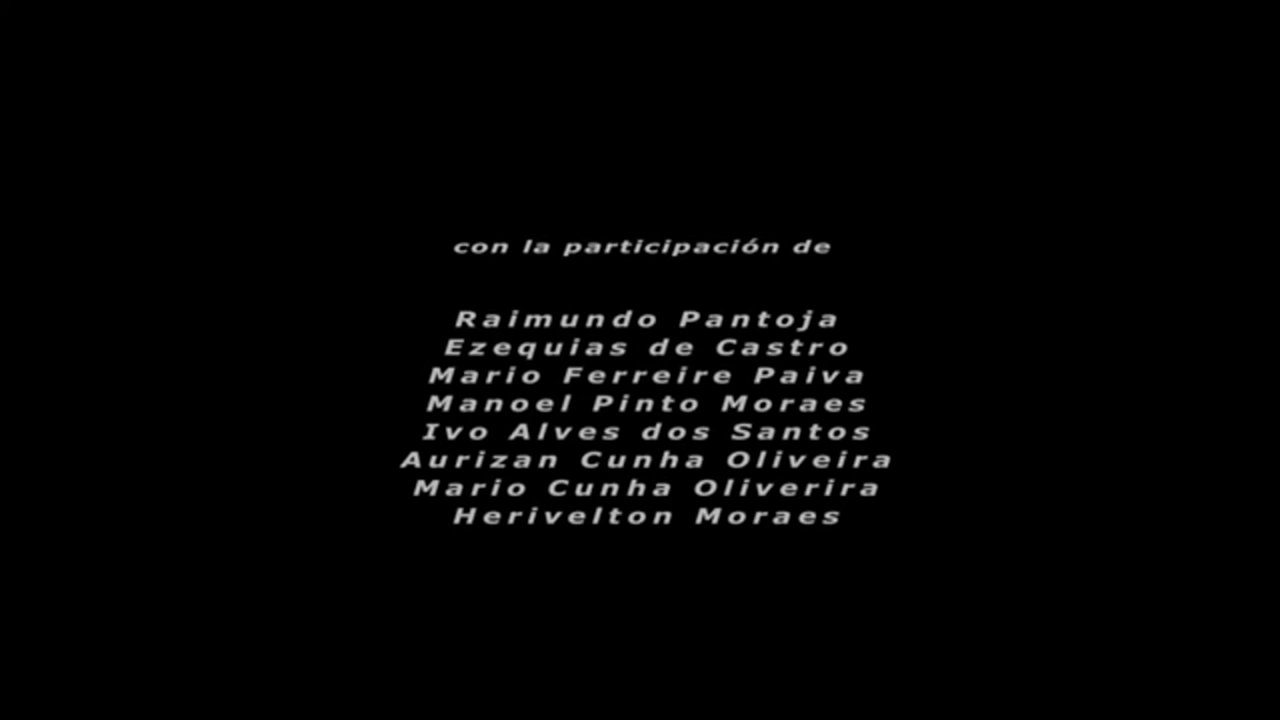 con la participación de
Raimundo Pantoja
Ezequias de Castro
Mario Ferreire Paiva
Manoel Pinto Moraes
Ivo Alves dos Santos
Aurizan Cunha Oliveira
Mario Cunha Oliverira
Herivelton Moraes